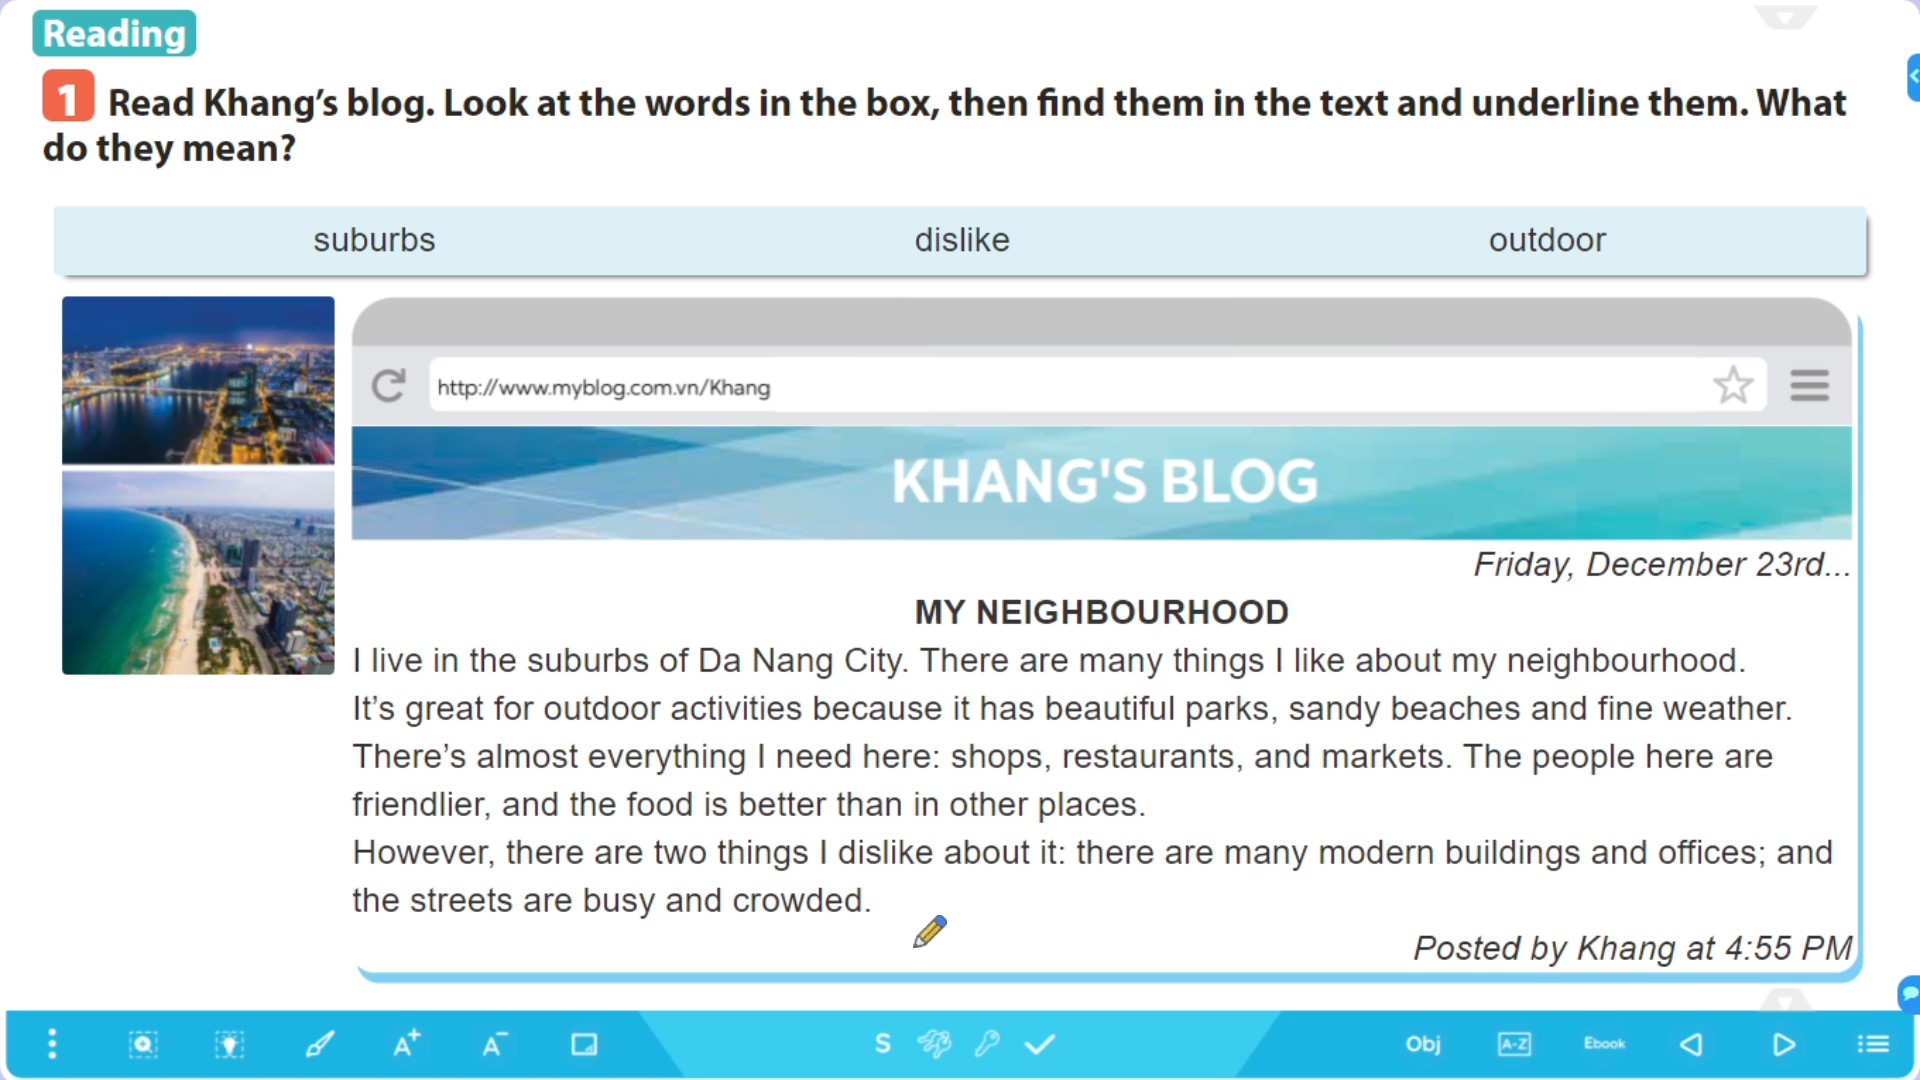 Reading
1 Read Khang’s blog. Look at the words in the box, then find them in the text and underline them. What
do they mean?
suburbs dislike outdoor
http://www.myblog.com.vn/Khang
KHANG'S BLOG
Friday, December 23rd...
MY NEIGHBOURHOOD
I live in the suburbs of Da Nang City. There are many things I like about my neighbourhood.
It’s great for outdoor activities because it has beautiful parks, sandy beaches and fine weather.
There’s almost everything I need here: shops, restaurants, and markets. The people here are
friendlier, and the food is better than in other places.
However, there are two things I dislike about it: there are many modern buildings and offices; and
the streets are busy and crowded.
Posted by Khang at 4:55 PM
A+ A- S Obj A-Z Ebook